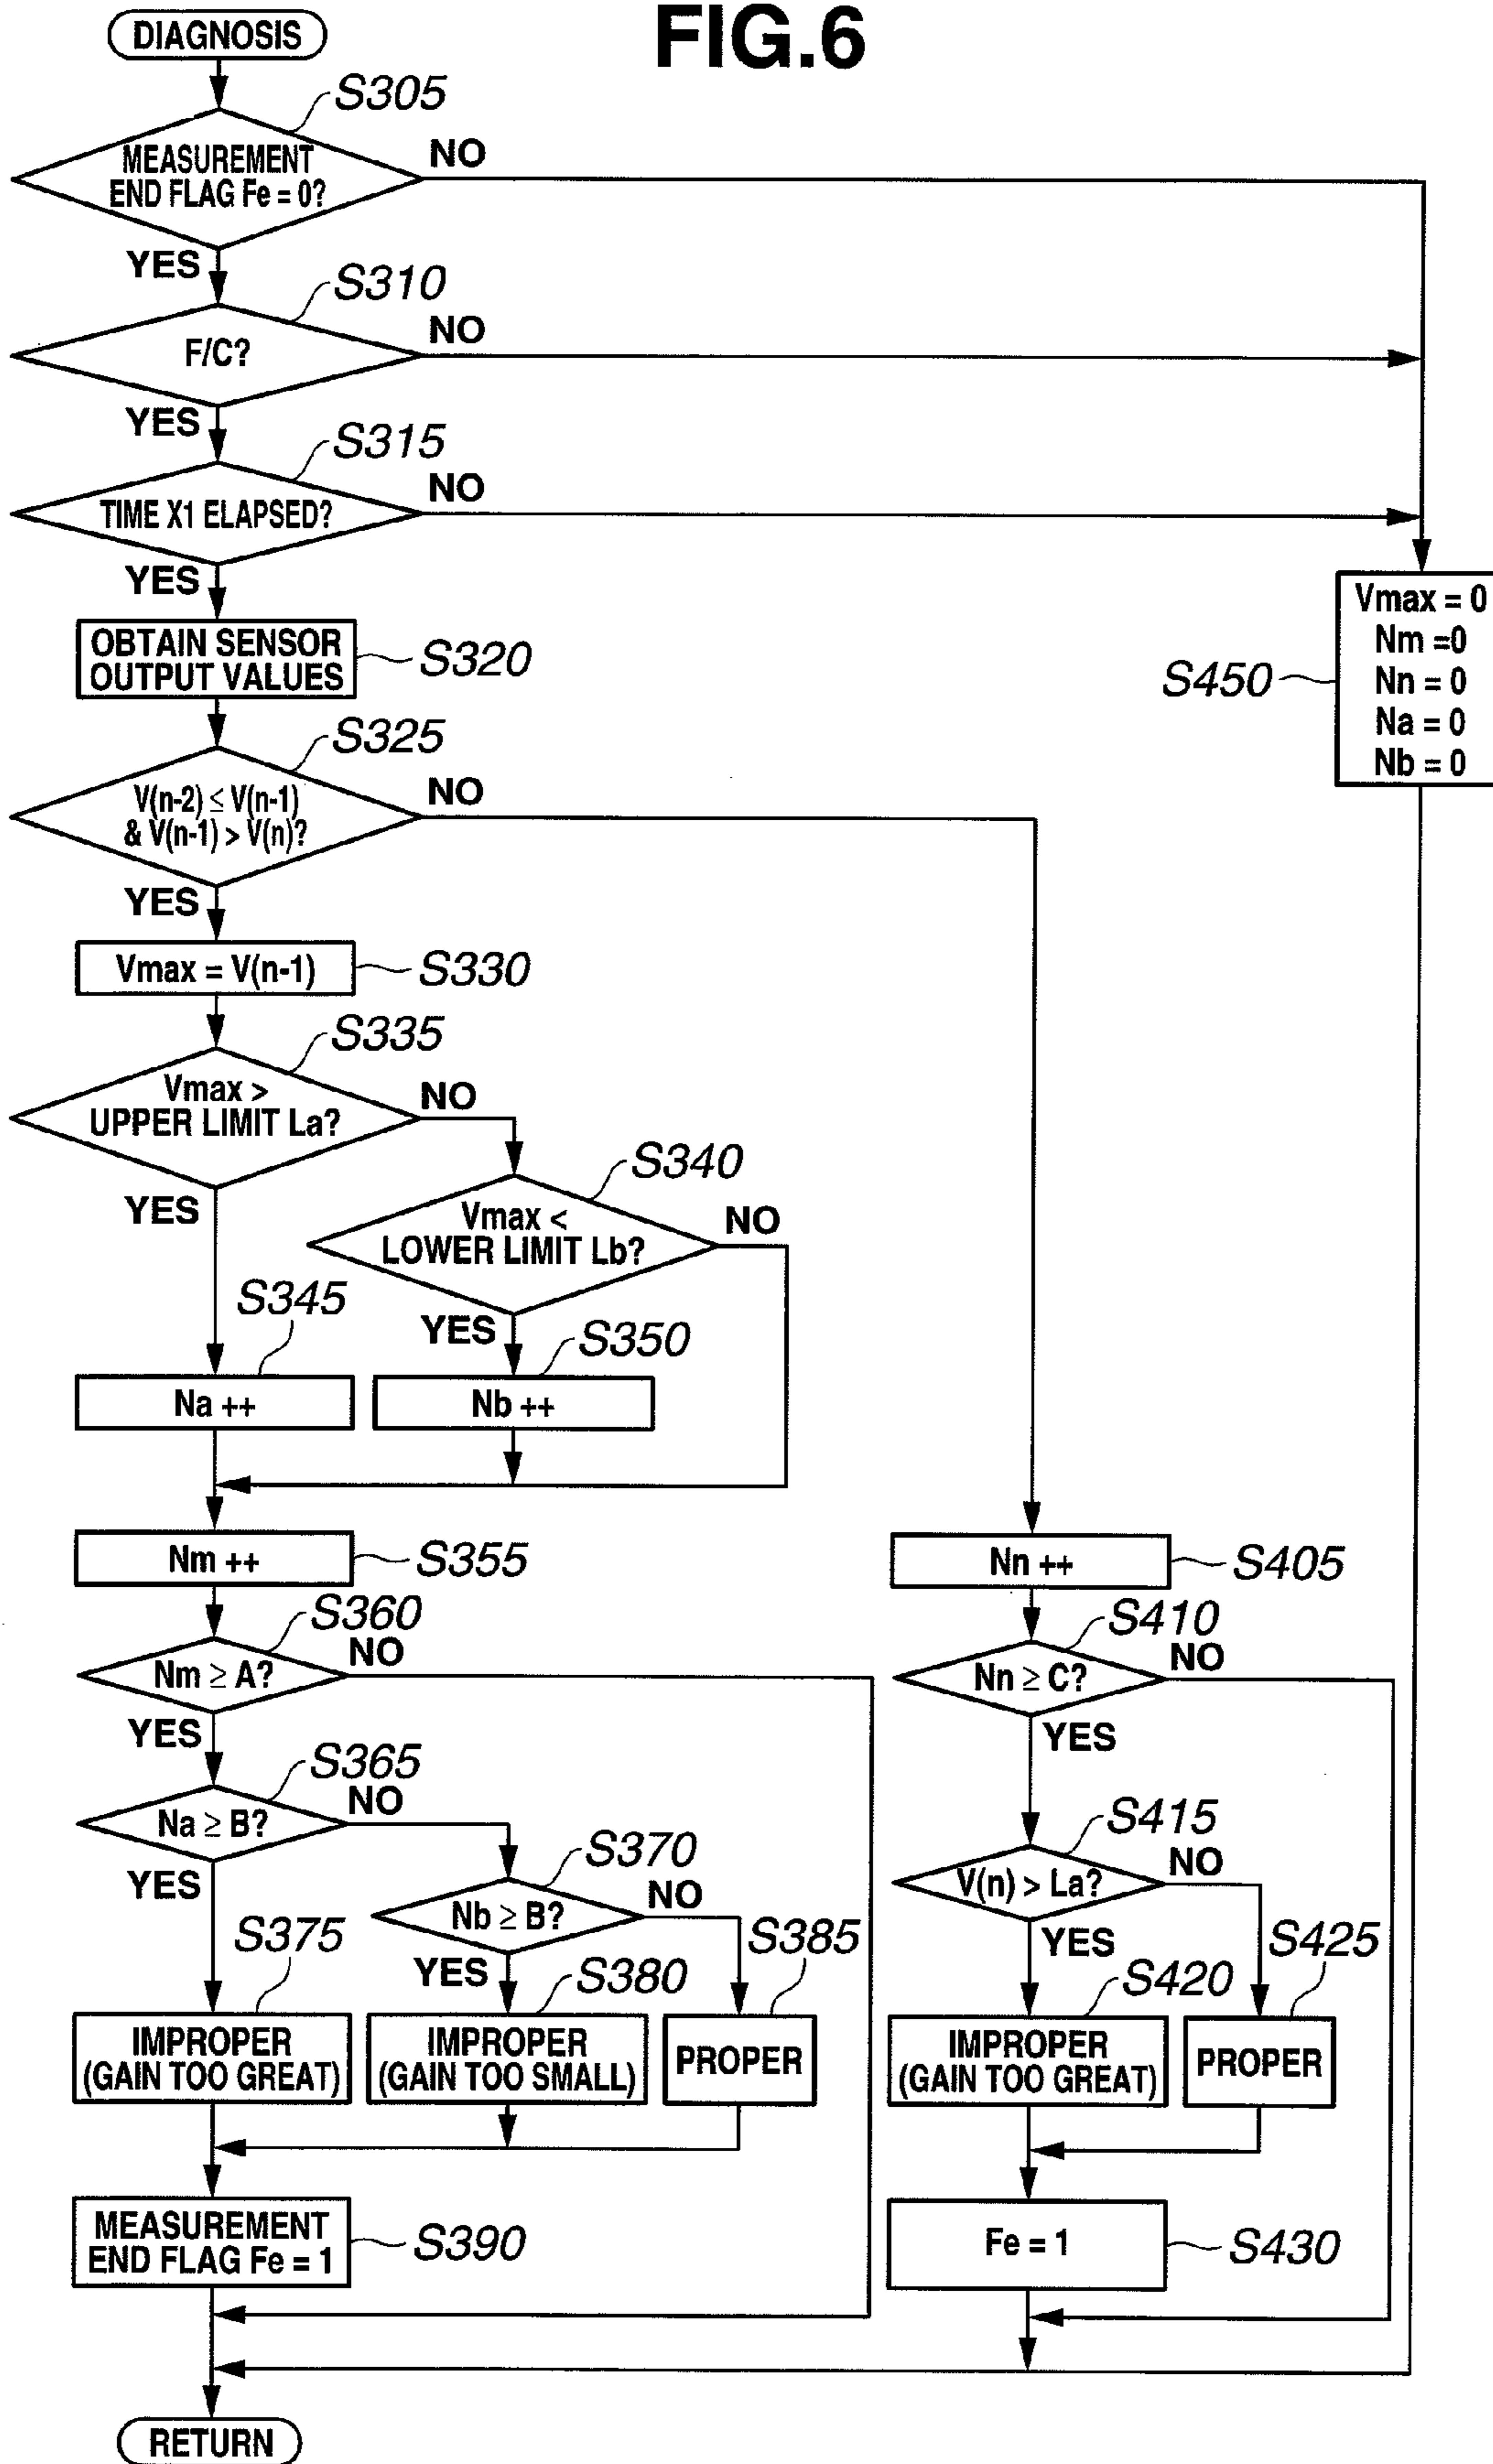 FIG.6
DIAGNOSIS
S305
MEASUREMENT
END FLAG Fe = 0?
NO
YES
S310
F/C?
NO
YES
S315
TIME X1 ELAPSED?
NO
YES
OBTAIN SENSOR
OUTPUT VALUES
S320
S450
Vmax = 0
Nm =0
Nn = 0
Na = 0
Nb = 0
S325
V(n-2) ≤ V(n-1)
& V(n-1) > V(n)?
NO
YES
Vmax = V(n-1)
S330
S335
Vmax >
UPPER LIMIT La?
NO
YES
S340
Vmax <
LOWER LIMIT Lb?
NO
YES
S345
Na ++
S350
Nb ++
Nm ++
S355
Nn ++
S405
S360
Nm ≥ A?
NO
YES
S410
Nn ≥ C?
NO
YES
S365
Na ≥ B?
NO
YES
S370
Nb ≥ B?
NO
YES
S415
V(n) > La?
NO
YES
S375
IMPROPER
(GAIN TOO GREAT)
S380
IMPROPER
(GAIN TOO SMALL)
S385
PROPER
S420
IMPROPER
(GAIN TOO GREAT)
S425
PROPER
MEASUREMENT
END FLAG Fe = 1
S390
Fe = 1
S430
RETURN